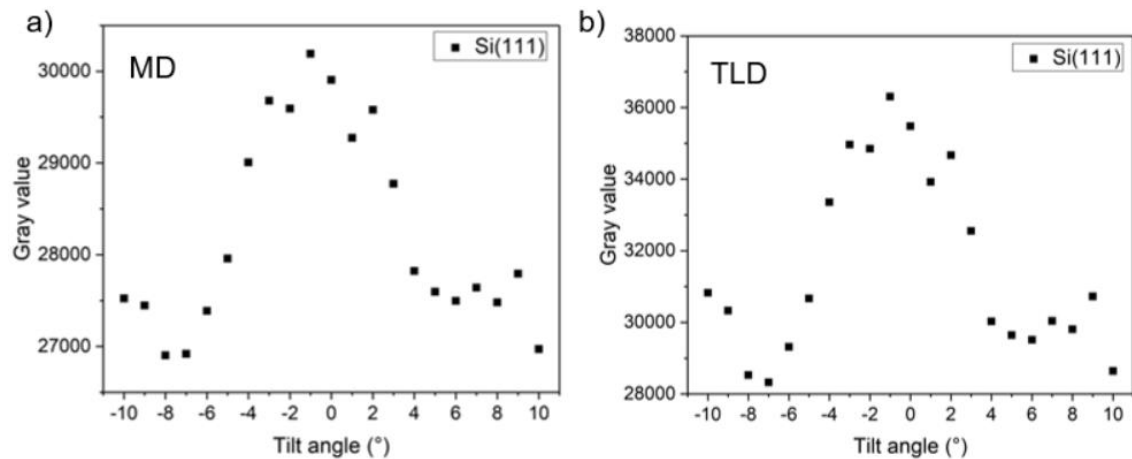 a)
MD
Si(111)
30000
29000
28000
27000
Gray value
-10 -8 -6 -4 -2 0 2 4 6 8 10
Tilt angle (°)
b)
TLD
Si(111)
38000
36000
34000
32000
30000
28000
Gray value
-10 -8 -6 -4 -2 0 2 4 6 8 10
Tilt angle (°)